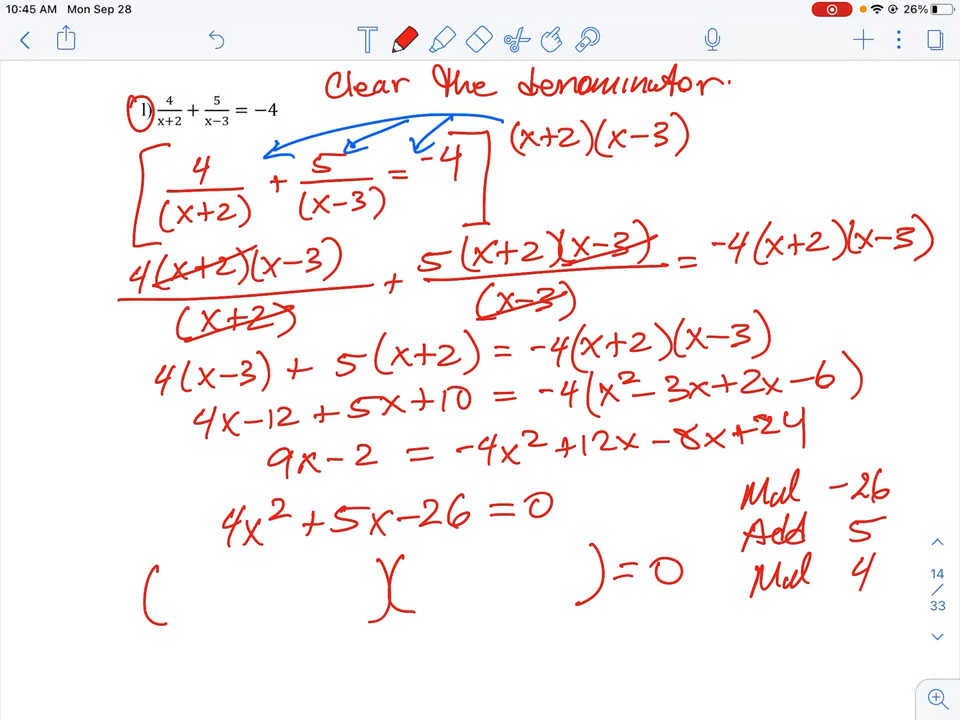 10:45 AM Mon Sep 28
26%
T
Clear the denominator.
1) 4/(x+2) + 5/(x−3) = −4
(x+2)(x−3)
[ 4/(x+2) + 5/(x−3) = −4 ]
4(x+2)(x−3)/(x+2) + 5(x+2)(x−3)/(x−3) = −4(x+2)(x−3)
4(x−3) + 5(x+2) = −4(x+2)(x−3)
4x−12 + 5x+10 = −4(x²−3x+2x−6)
9x−2 = −4x²+12x−8x+24
4x²+5x−26=0
Mul −26
Add 5
Mul 4
(    )(    )=0
14
/
33